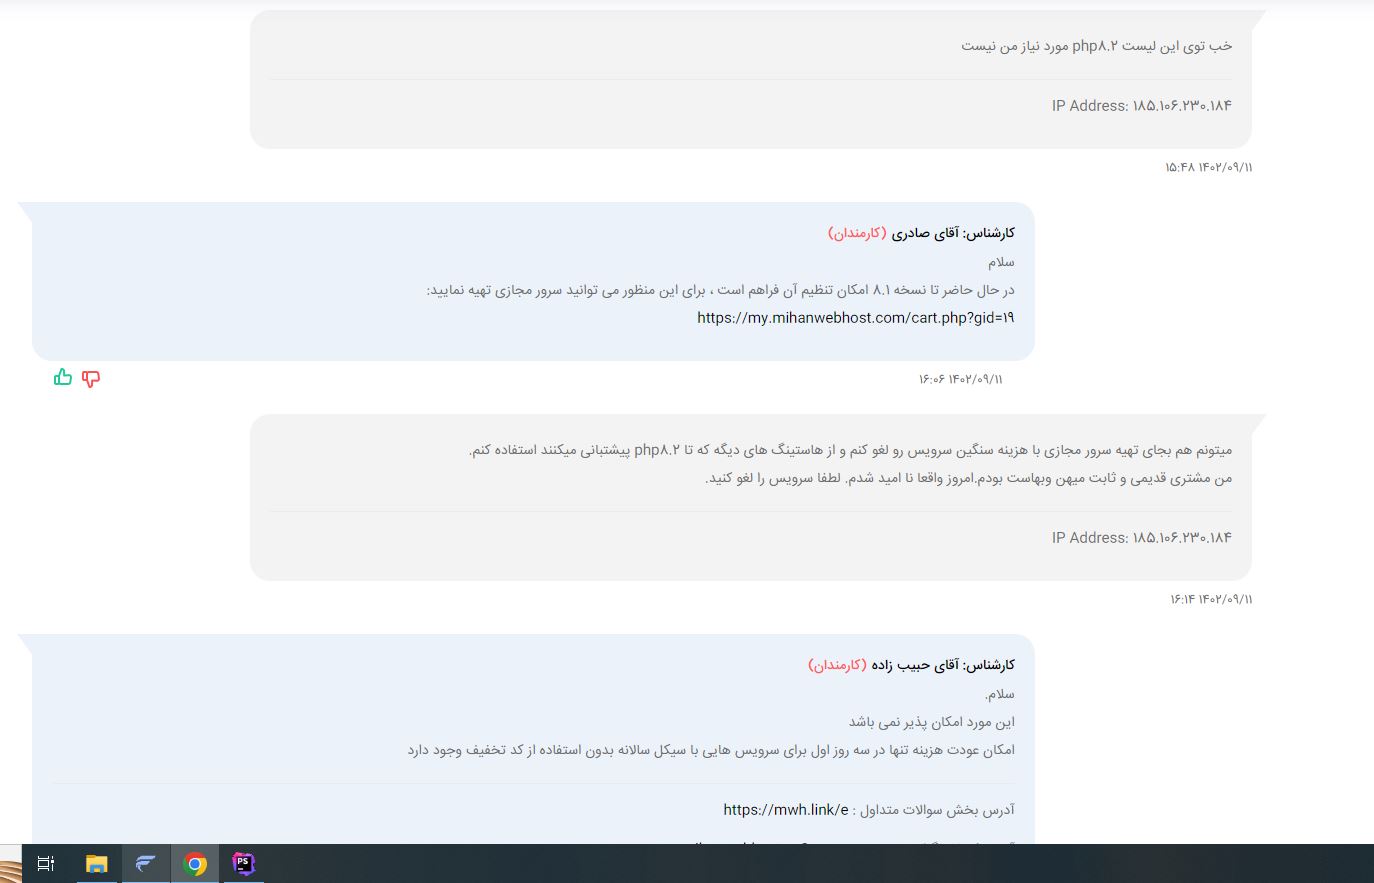 خب توی این لیست php۸.۲ مورد نیاز من نیست
IP Address: ۱۸۵.۱۰۶.۲۳۰.۱۸۴
۱۴۰۲/۰۹/۱۱ ۱۵:۴۸
کارشناس: آقای صادری (کارمندان)
سلام
در حال حاضر تا نسخه ۸.۱ امکان تنظیم آن فراهم است ، برای این منظور می توانید سرور مجازی تهیه نمایید:
https://my.mihanwebhost.com/cart.php?gid=۱۹
۱۴۰۲/۰۹/۱۱ ۱۶:۰۶
میتونم هم بجای تهیه سرور مجازی با هزینه سنگین سرویس رو لغو کنم و از هاستینگ های دیگه که تا php۸.۲ پیشتبانی میکنند استفاده کنم.
من مشتری قدیمی و ثابت میهن وبهاست بودم.امروز واقعا نا امید شدم. لطفا سرویس را لغو کنید.
IP Address: ۱۸۵.۱۰۶.۲۳۰.۱۸۴
۱۴۰۲/۰۹/۱۱ ۱۶:۱۴
کارشناس: آقای حبیب زاده (کارمندان)
سلام.
این مورد امکان پذیر نمی باشد
امکان عودت هزینه تنها در سه روز اول برای سرویس هایی با سیکل سالانه بدون استفاده از کد تخفیف وجود دارد
آدرس بخش سوالات متداول : https://mwh.link/e
PS